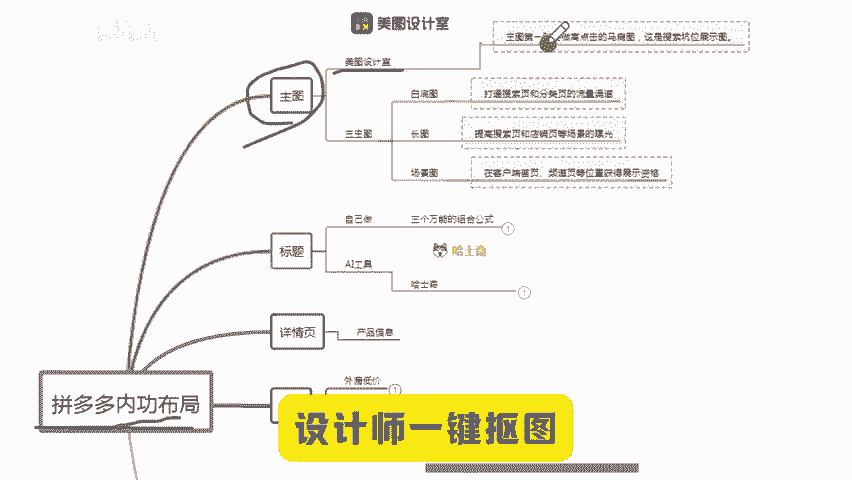 美图设计室
主图第一
高点击的马扁图，这是搜索坑位展示图。
美图设计室
主图
白底图
打通搜索页和分类页的流量渠道
三主图
长图
提高搜索页和店铺页等场景的曝光
场景图
在客户端首页、频道页等位置获得展示资格
自己做
三个万能的组合公式
1
标题
哈士奇
AI工具
哈士奇
1
详情页
产品信息
外露低价
1
拼多多内功布局
设计师一键抠图